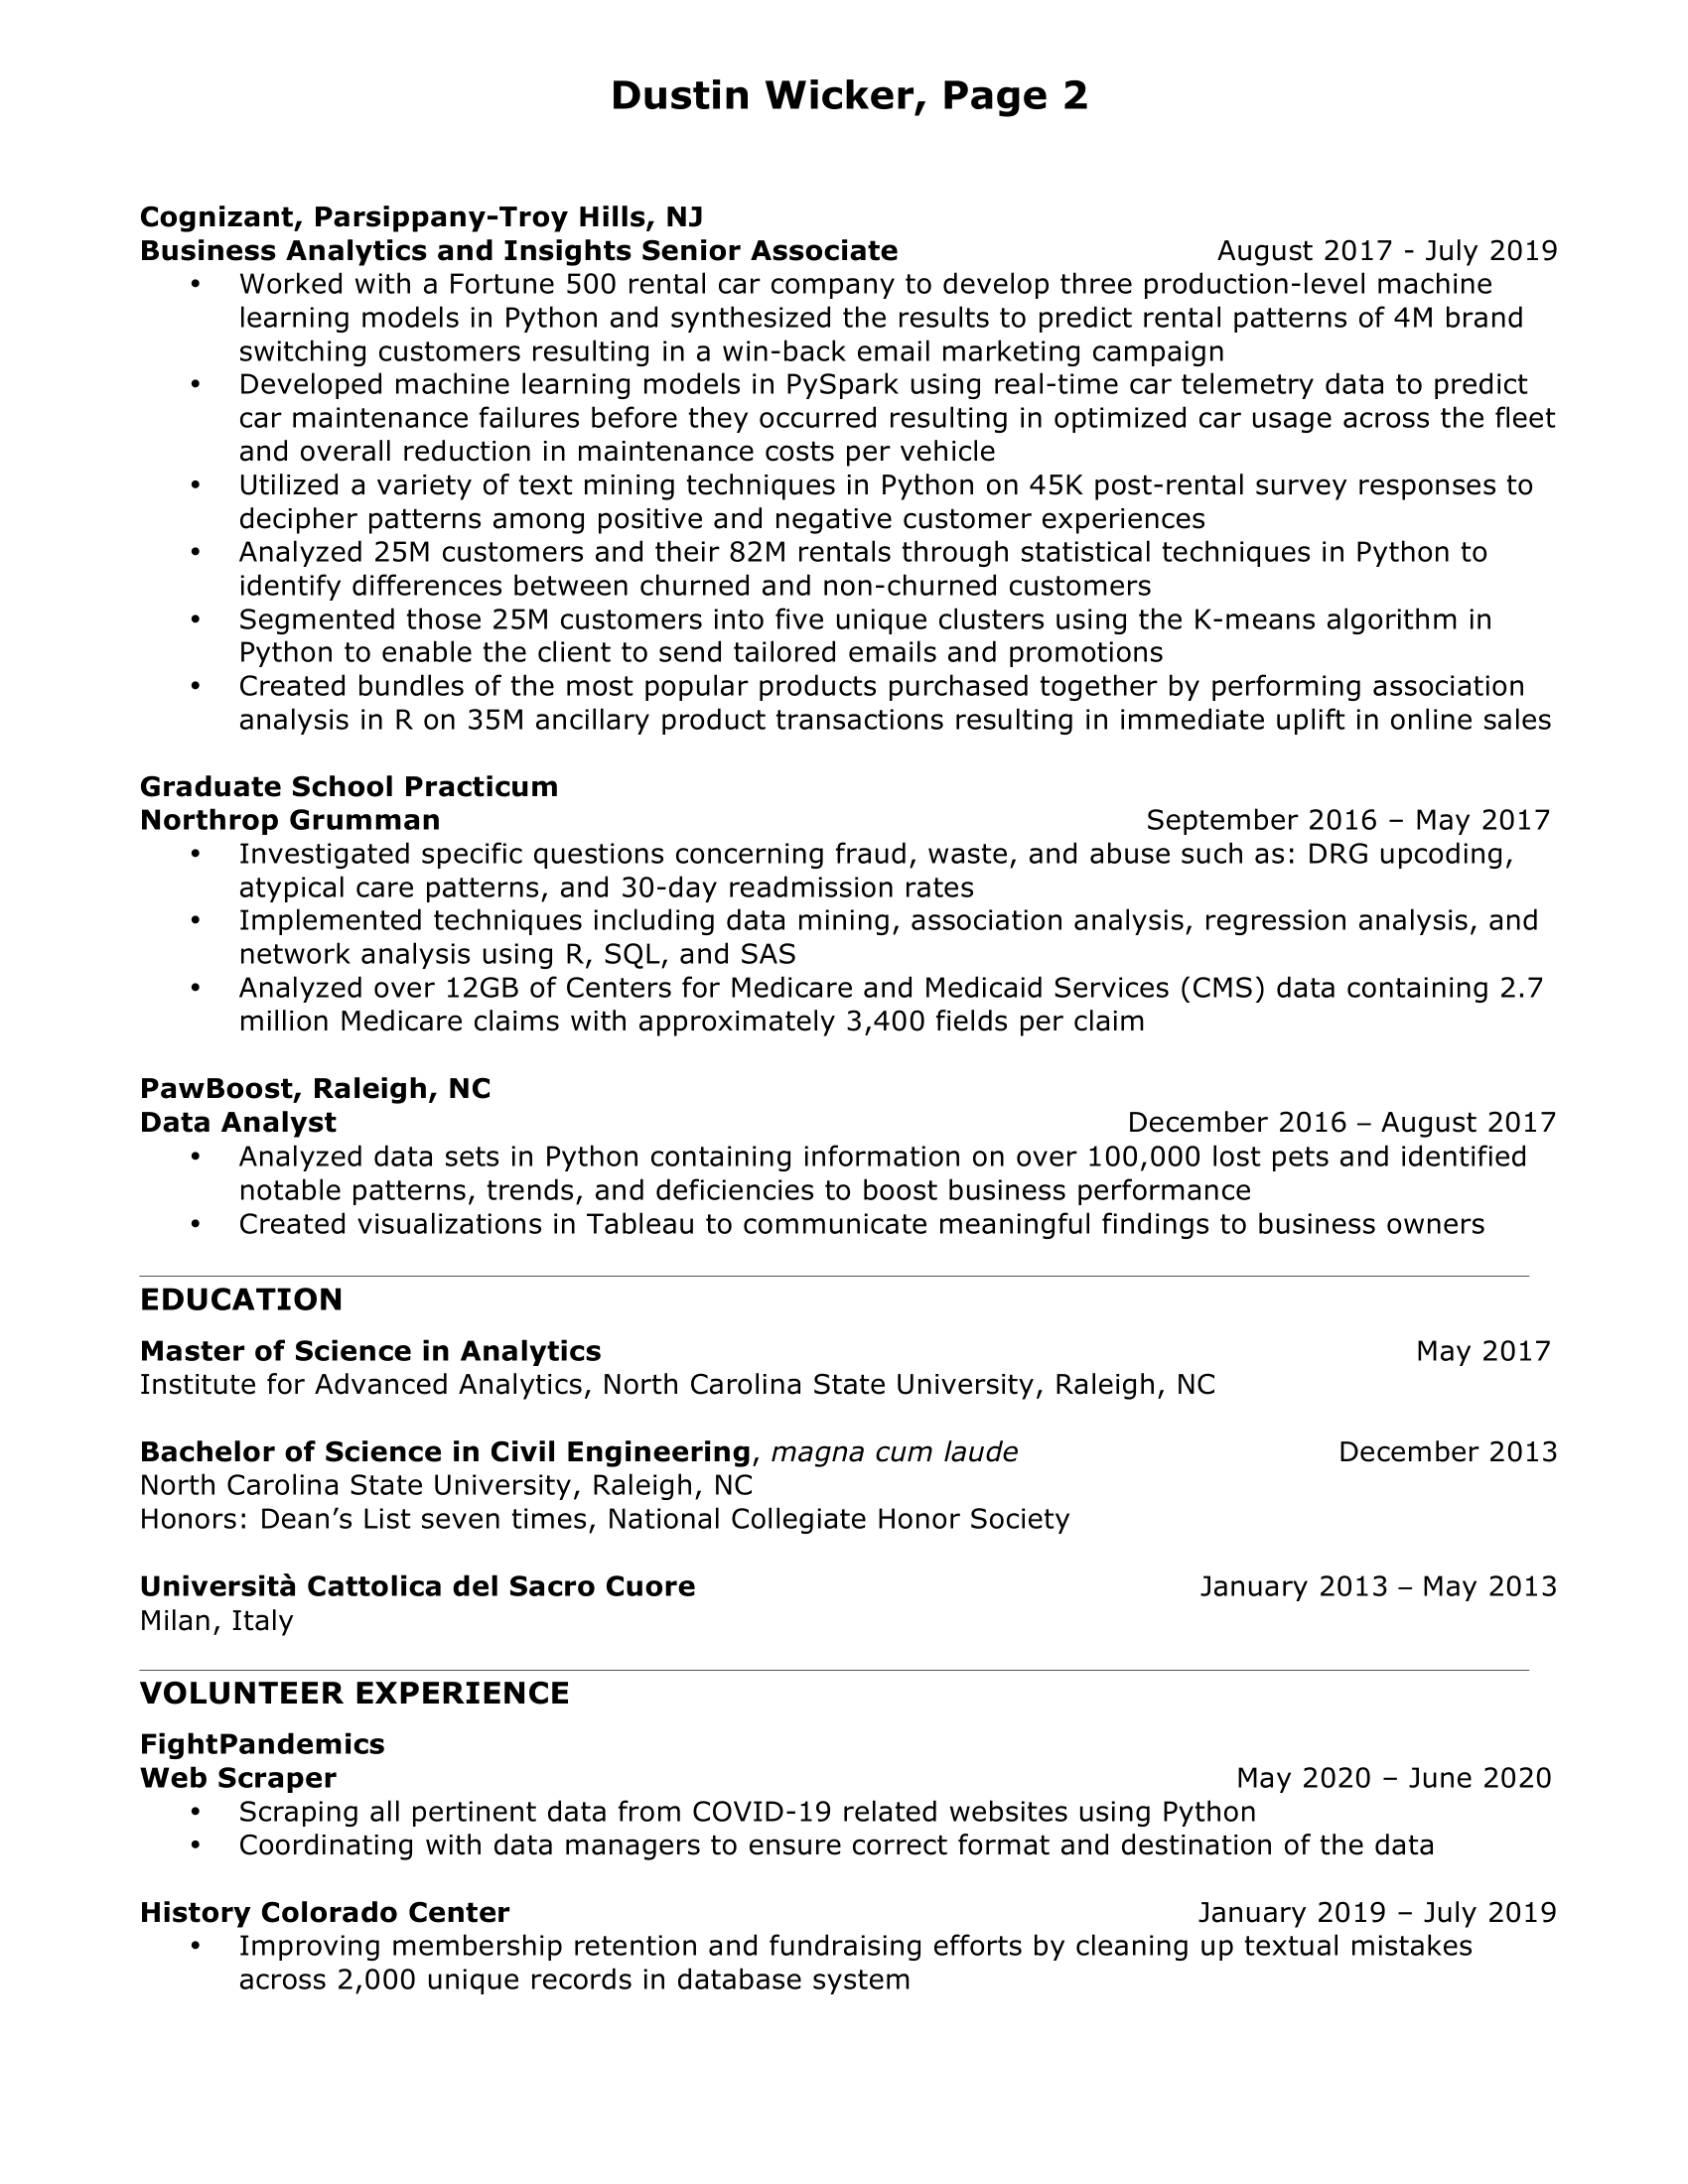 Dustin Wicker, Page 2
Cognizant, Parsippany-Troy Hills, NJ
Business Analytics and Insights Senior Associate August 2017 - July 2019
• Worked with a Fortune 500 rental car company to develop three production-level machine
learning models in Python and synthesized the results to predict rental patterns of 4M brand
switching customers resulting in a win-back email marketing campaign
• Developed machine learning models in PySpark using real-time car telemetry data to predict
car maintenance failures before they occurred resulting in optimized car usage across the fleet
and overall reduction in maintenance costs per vehicle
• Utilized a variety of text mining techniques in Python on 45K post-rental survey responses to
decipher patterns among positive and negative customer experiences
• Analyzed 25M customers and their 82M rentals through statistical techniques in Python to
identify differences between churned and non-churned customers
• Segmented those 25M customers into five unique clusters using the K-means algorithm in
Python to enable the client to send tailored emails and promotions
• Created bundles of the most popular products purchased together by performing association
analysis in R on 35M ancillary product transactions resulting in immediate uplift in online sales
Graduate School Practicum
Northrop Grumman September 2016 – May 2017
• Investigated specific questions concerning fraud, waste, and abuse such as: DRG upcoding,
atypical care patterns, and 30-day readmission rates
• Implemented techniques including data mining, association analysis, regression analysis, and
network analysis using R, SQL, and SAS
• Analyzed over 12GB of Centers for Medicare and Medicaid Services (CMS) data containing 2.7
million Medicare claims with approximately 3,400 fields per claim
PawBoost, Raleigh, NC
Data Analyst December 2016 – August 2017
• Analyzed data sets in Python containing information on over 100,000 lost pets and identified
notable patterns, trends, and deficiencies to boost business performance
• Created visualizations in Tableau to communicate meaningful findings to business owners
EDUCATION
Master of Science in Analytics May 2017
Institute for Advanced Analytics, North Carolina State University, Raleigh, NC
Bachelor of Science in Civil Engineering, magna cum laude December 2013
North Carolina State University, Raleigh, NC
Honors: Dean’s List seven times, National Collegiate Honor Society
Università Cattolica del Sacro Cuore January 2013 – May 2013
Milan, Italy
VOLUNTEER EXPERIENCE
FightPandemics
Web Scraper May 2020 – June 2020
• Scraping all pertinent data from COVID-19 related websites using Python
• Coordinating with data managers to ensure correct format and destination of the data
History Colorado Center January 2019 – July 2019
• Improving membership retention and fundraising efforts by cleaning up textual mistakes
across 2,000 unique records in database system